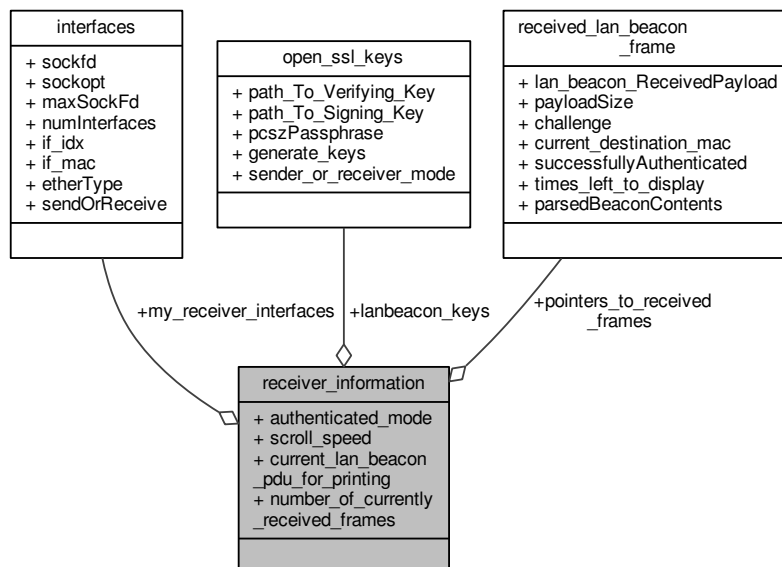 interfaces
+ sockfd
+ sockopt
+ maxSockFd
+ numInterfaces
+ if_idx
+ if_mac
+ etherType
+ sendOrReceive
open_ssl_keys
+ path_To_Verifying_Key
+ path_To_Signing_Key
+ pcszPassphrase
+ generate_keys
+ sender_or_receiver_mode
received_lan_beacon
_frame
+ lan_beacon_ReceivedPayload
+ payloadSize
+ challenge
+ current_destination_mac
+ successfullyAuthenticated
+ times_left_to_display
+ parsedBeaconContents
+my_receiver_interfaces
+lanbeacon_keys
+pointers_to_received
_frames
receiver_information
+ authenticated_mode
+ scroll_speed
+ current_lan_beacon
_pdu_for_printing
+ number_of_currently
_received_frames